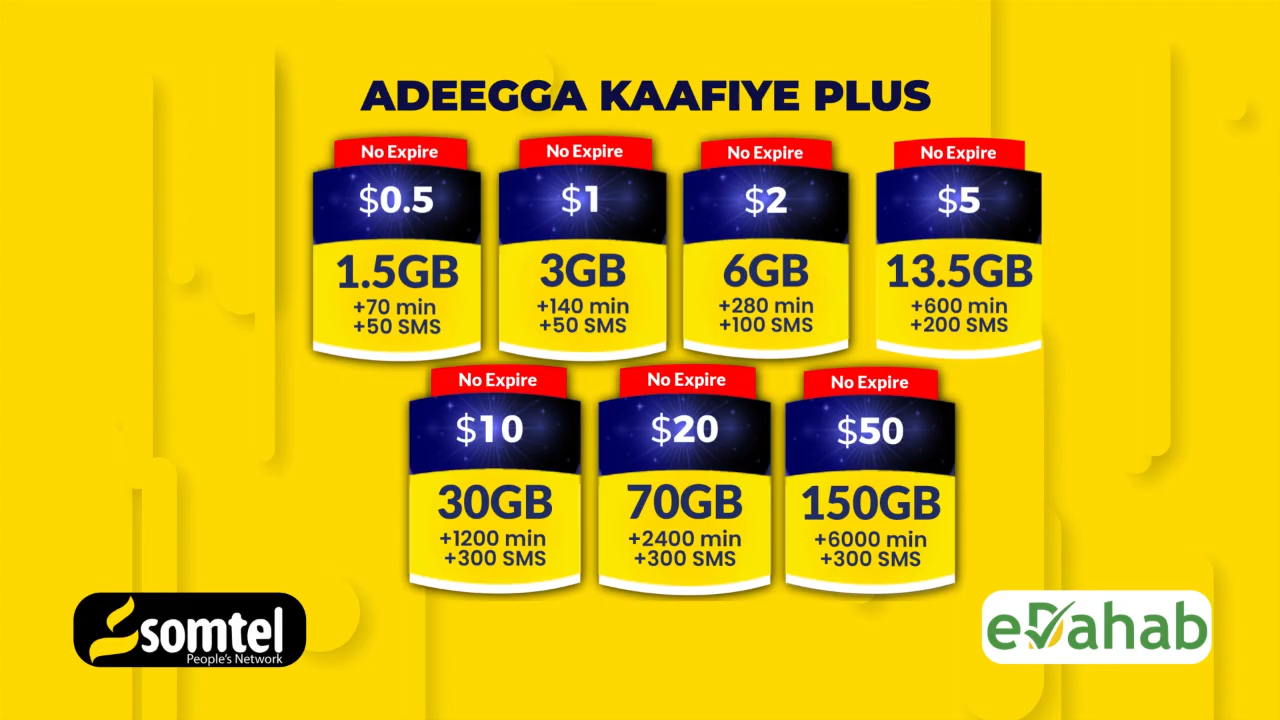 ADEEGGA KAAFIYE PLUS
No Expire
$0.5
1.5GB
+70 min
+50 SMS
No Expire
$1
3GB
+140 min
+50 SMS
No Expire
$2
6GB
+280 min
+100 SMS
No Expire
$5
13.5GB
+600 min
+200 SMS
No Expire
$10
30GB
+1200 min
+300 SMS
No Expire
$20
70GB
+2400 min
+300 SMS
No Expire
$50
150GB
+6000 min
+300 SMS
somtel
People's Network
eDahab